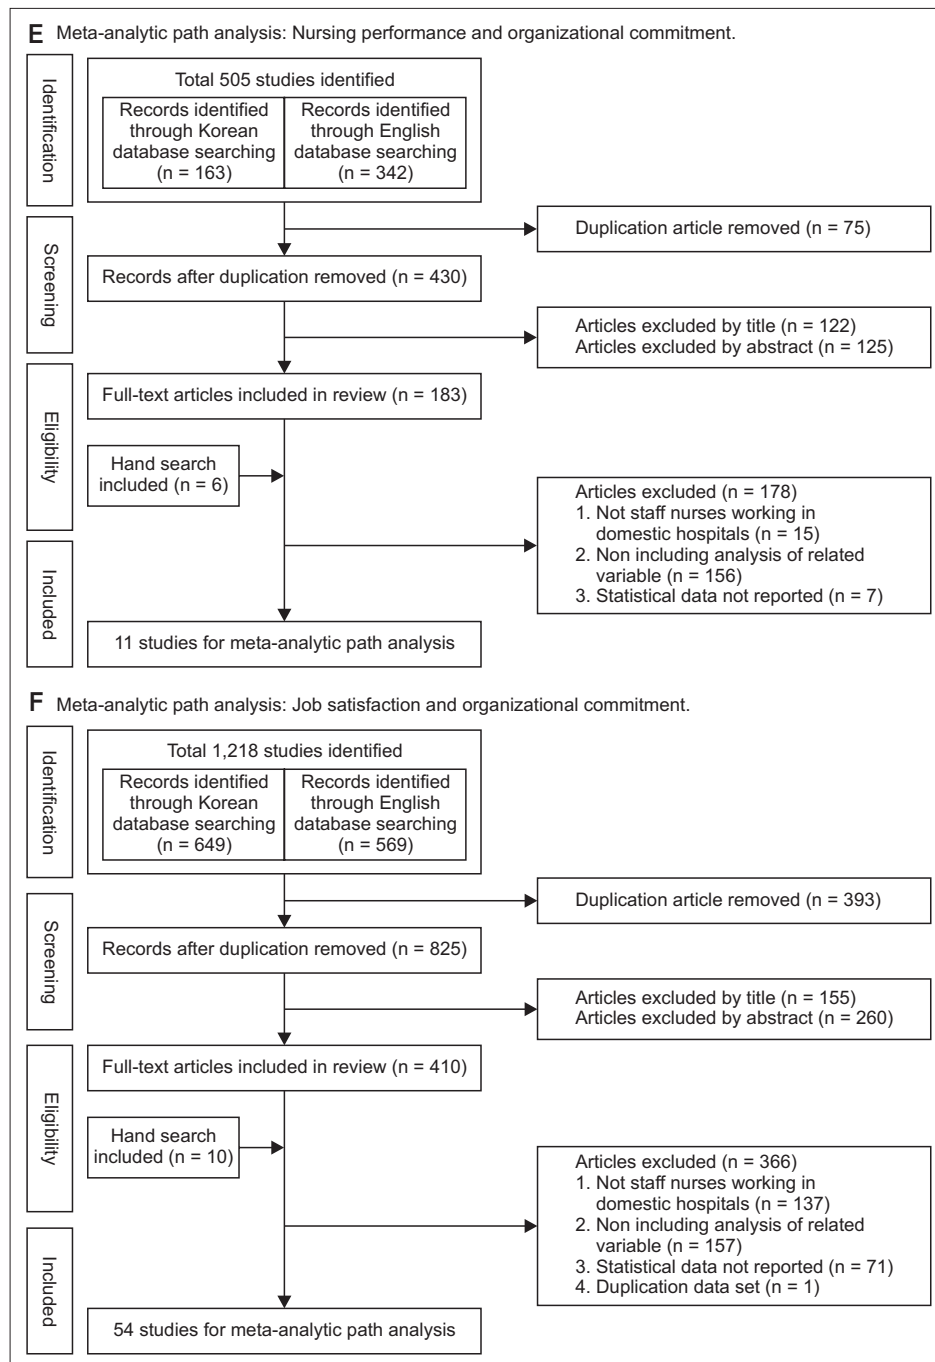 E Meta-analytic path analysis: Nursing performance and organizational commitment.
Identification
Total 505 studies identified
Records identified
through Korean
database searching
(n = 163)
Records identified
through English
database searching
(n = 342)
Screening
Duplication article removed (n = 75)
Records after duplication removed (n = 430)
Articles excluded by title (n = 122)
Articles excluded by abstract (n = 125)
Eligibility
Full-text articles included in review (n = 183)
Hand search
included (n = 6)
Articles excluded (n = 178)
1. Not staff nurses working in
domestic hospitals (n = 15)
2. Non including analysis of related
variable (n = 156)
3. Statistical data not reported (n = 7)
Included
11 studies for meta-analytic path analysis
F Meta-analytic path analysis: Job satisfaction and organizational commitment.
Identification
Total 1,218 studies identified
Records identified
through Korean
database searching
(n = 649)
Records identified
through English
database searching
(n = 569)
Screening
Duplication article removed (n = 393)
Records after duplication removed (n = 825)
Articles excluded by title (n = 155)
Articles excluded by abstract (n = 260)
Eligibility
Full-text articles included in review (n = 410)
Hand search
included (n = 10)
Articles excluded (n = 366)
1. Not staff nurses working in
domestic hospitals (n = 137)
2. Non including analysis of related
variable (n = 157)
3. Statistical data not reported (n = 71)
4. Duplication data set (n = 1)
Included
54 studies for meta-analytic path analysis